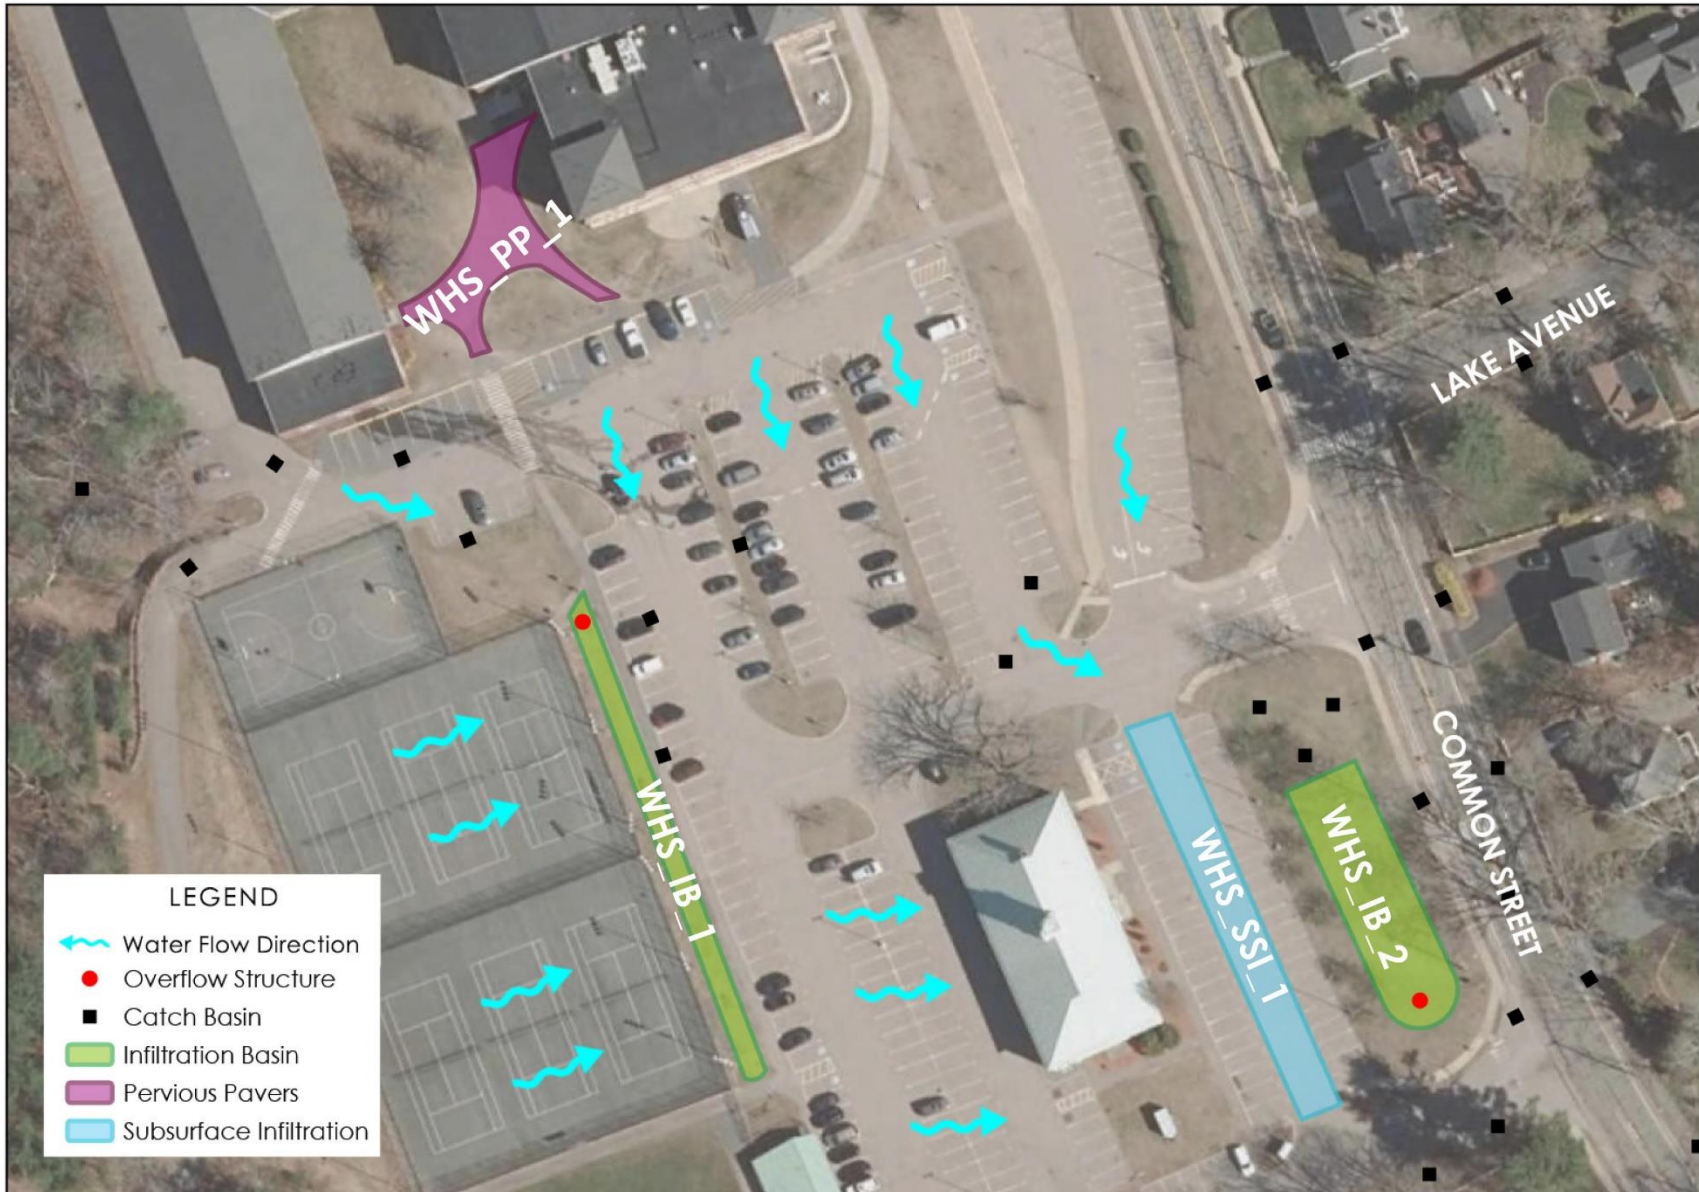 WHS_PP_1
LAKE AVENUE
COMMON STREET
WHS_IB_1
WHS_SSI_1
WHS_IB_2
LEGEND
Water Flow Direction
Overflow Structure
Catch Basin
Infiltration Basin
Pervious Pavers
Subsurface Infiltration